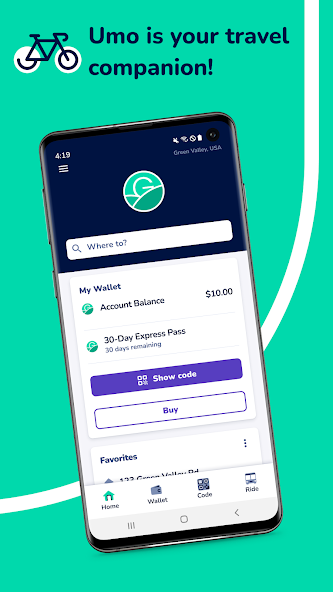 Umo is your travel
companion!
4:19
Green Valley, USA
Where to?
My Wallet
Account Balance
$10.00
30-Day Express Pass
30 days remaining
Show code
Buy
Favorites
123 Green Valley Rd
Home
Wallet
Code
Ride